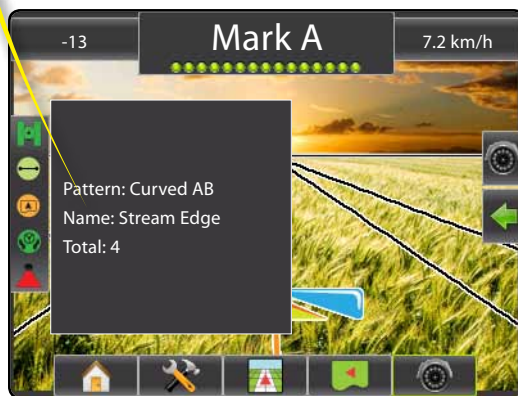 -13
Mark A
7.2 km/h
Pattern: Curved AB
Name: Stream Edge
Total: 4